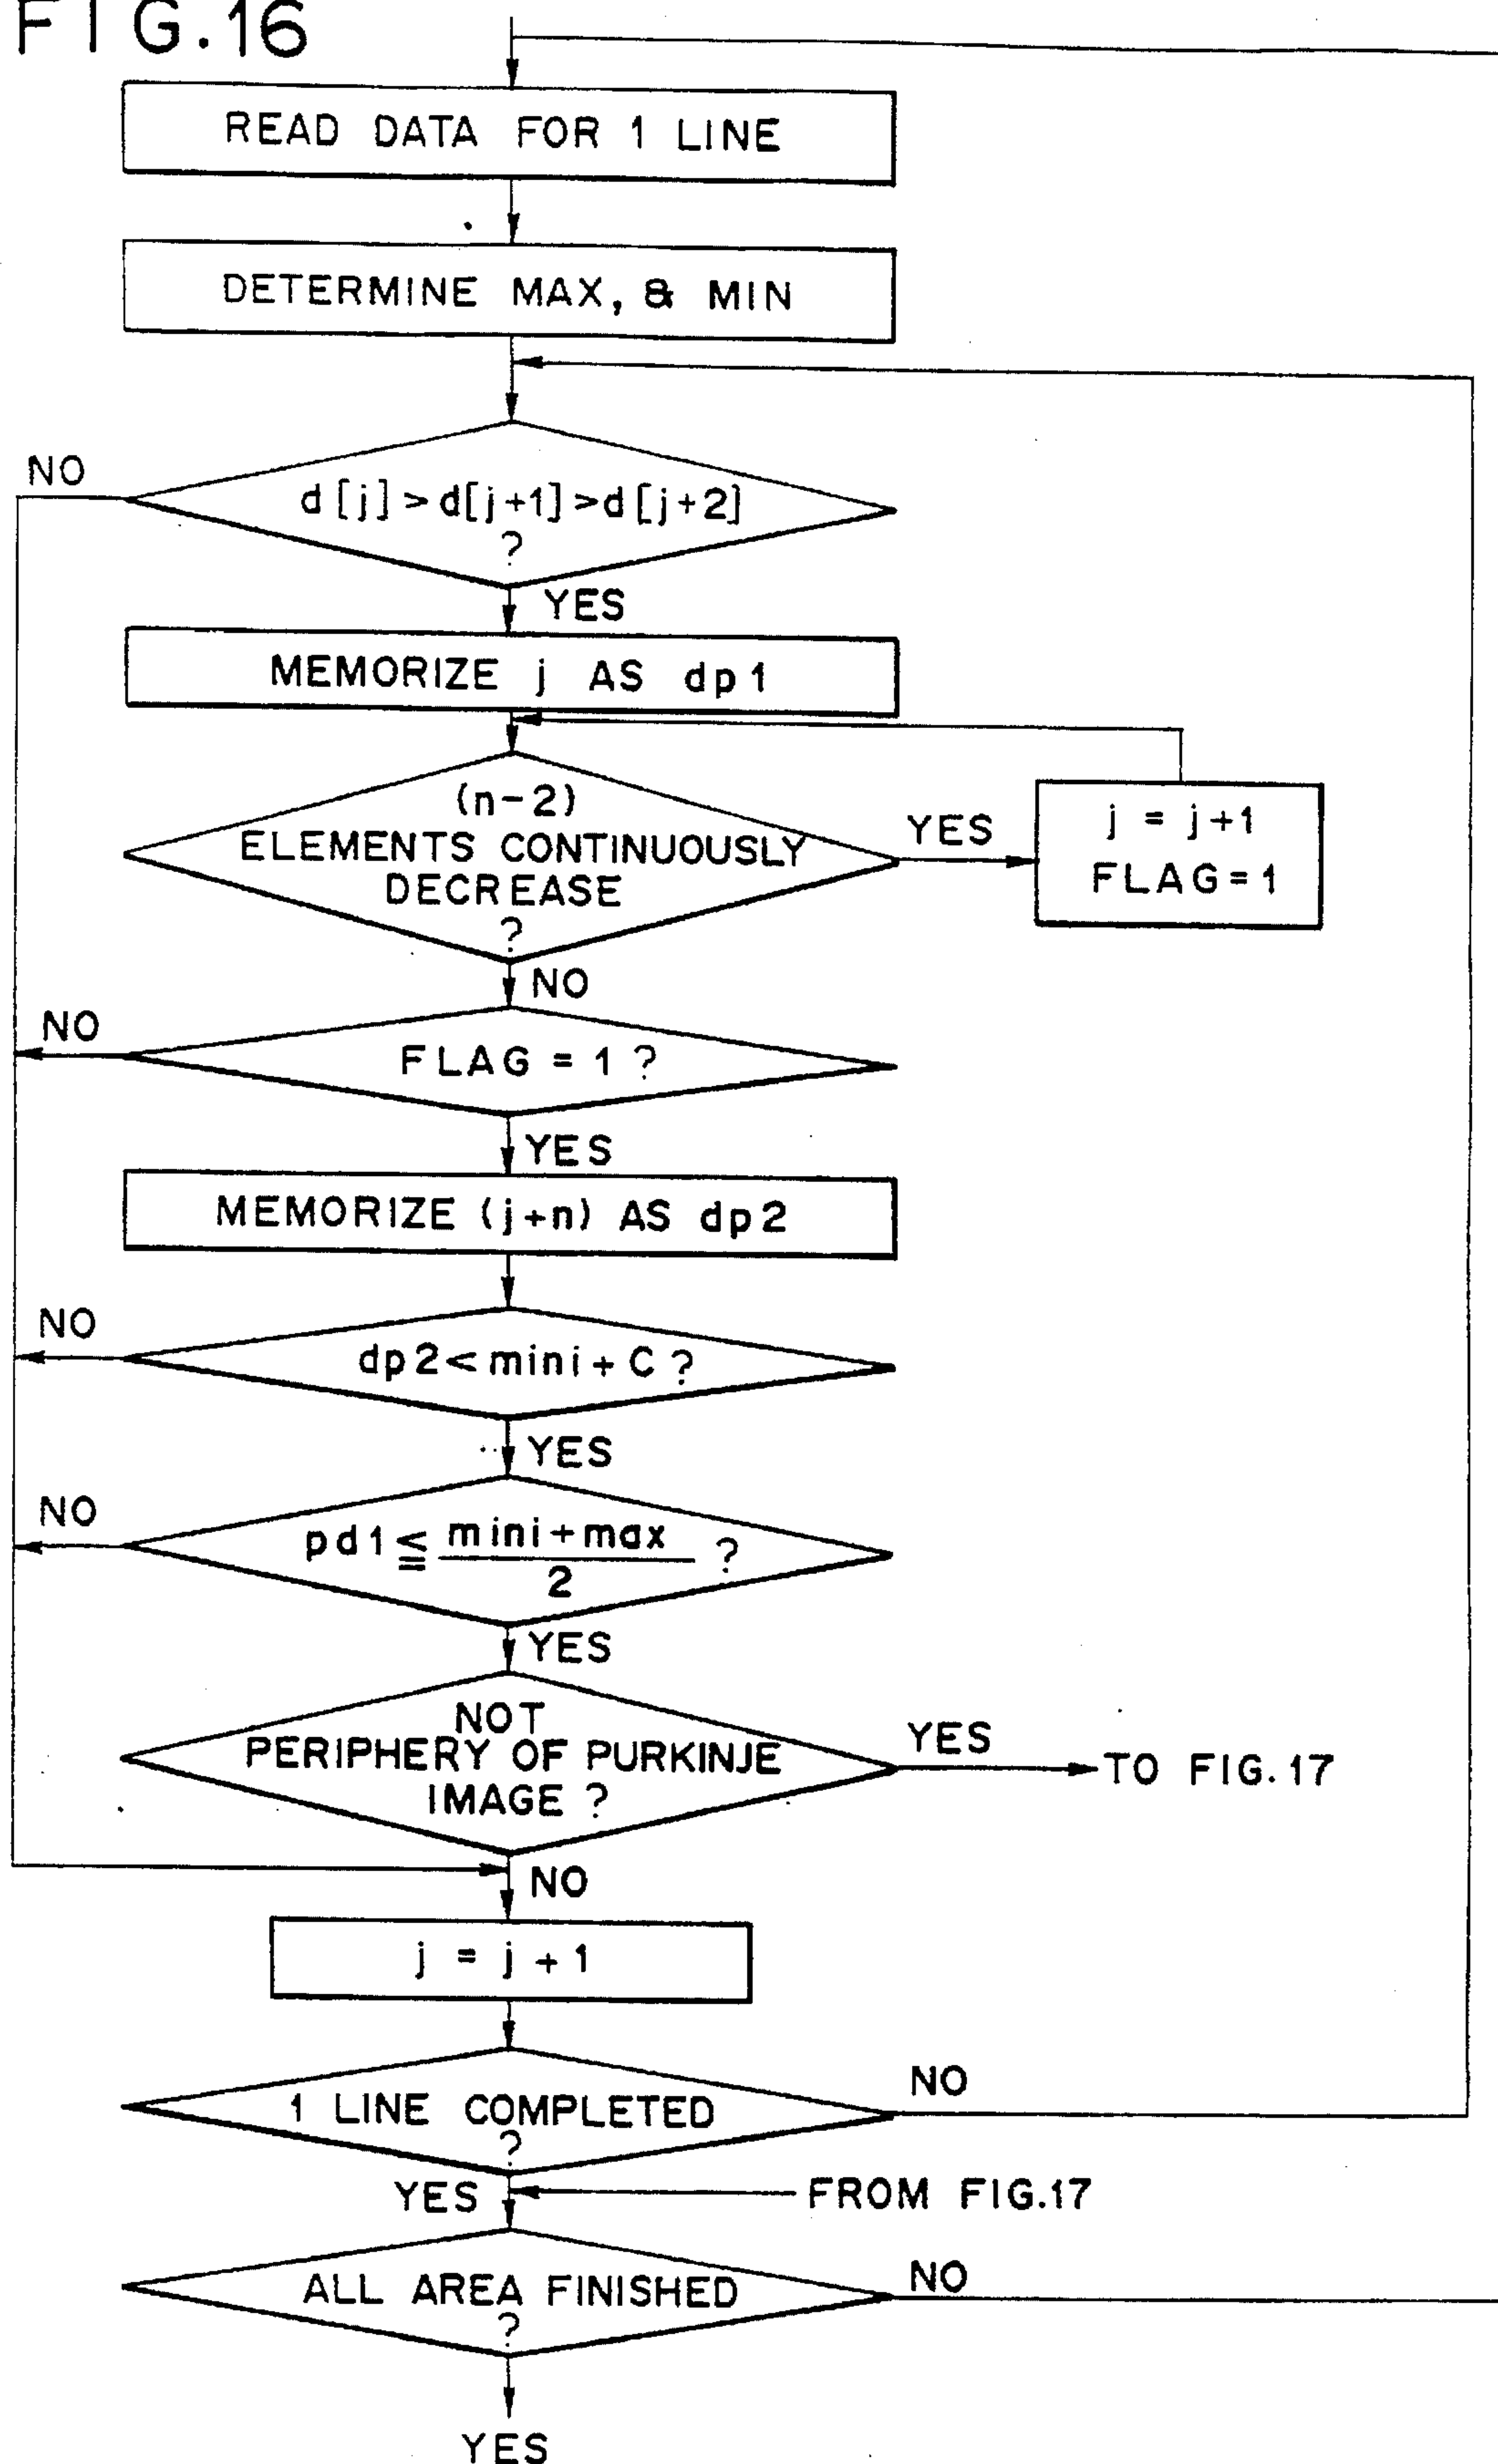 FIG.16
READ DATA FOR 1 LINE
DETERMINE MAX, & MIN
NO
d[j]>d[j+1]>d[j+2]
?
YES
MEMORIZE j AS dp1
(n-2)
ELEMENTS CONTINUOUSLY
DECREASE
?
YES
j = j+1
FLAG=1
NO
NO
FLAG = 1 ?
YES
MEMORIZE (j+n) AS dp2
NO
dp2<mini+C?
YES
NO
pd1≦(mini+max)/2 ?
YES
NOT
PERIPHERY OF PURKINJE
IMAGE ?
YES
TO FIG.17
NO
j = j + 1
1 LINE COMPLETED
?
NO
YES
FROM FIG.17
ALL AREA FINISHED
?
NO
YES